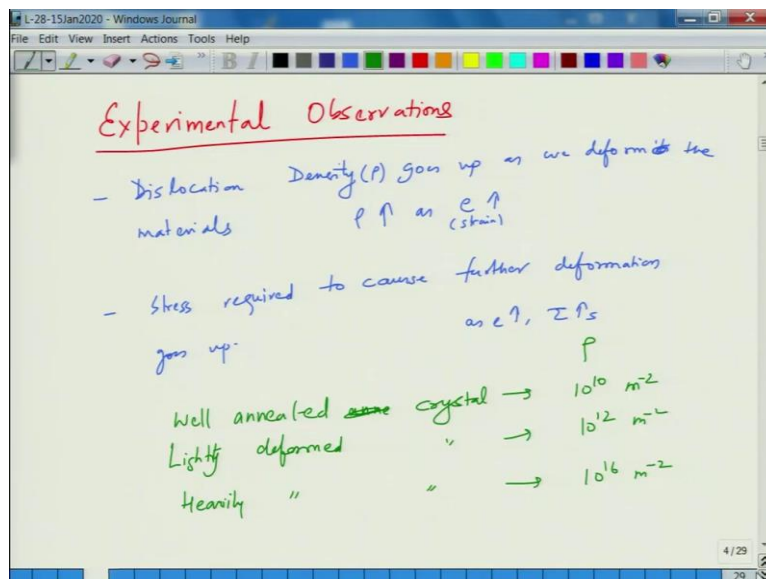 L-28-15Jan2020 - Windows Journal
File Edit View Insert Actions Tools Help
B I
Experimental Observations
- Dislocation Density (ρ) goes up as we deform the
materials ρ ↑ as e ↑
(strain)
- Stress required to cause further deformation
goes up. as e ↑, τ ↑s
ρ
Well annealed crystal → 10^10 m^-2
Lightly deformed " → 10^12 m^-2
Heavily " " → 10^16 m^-2
4/29
29